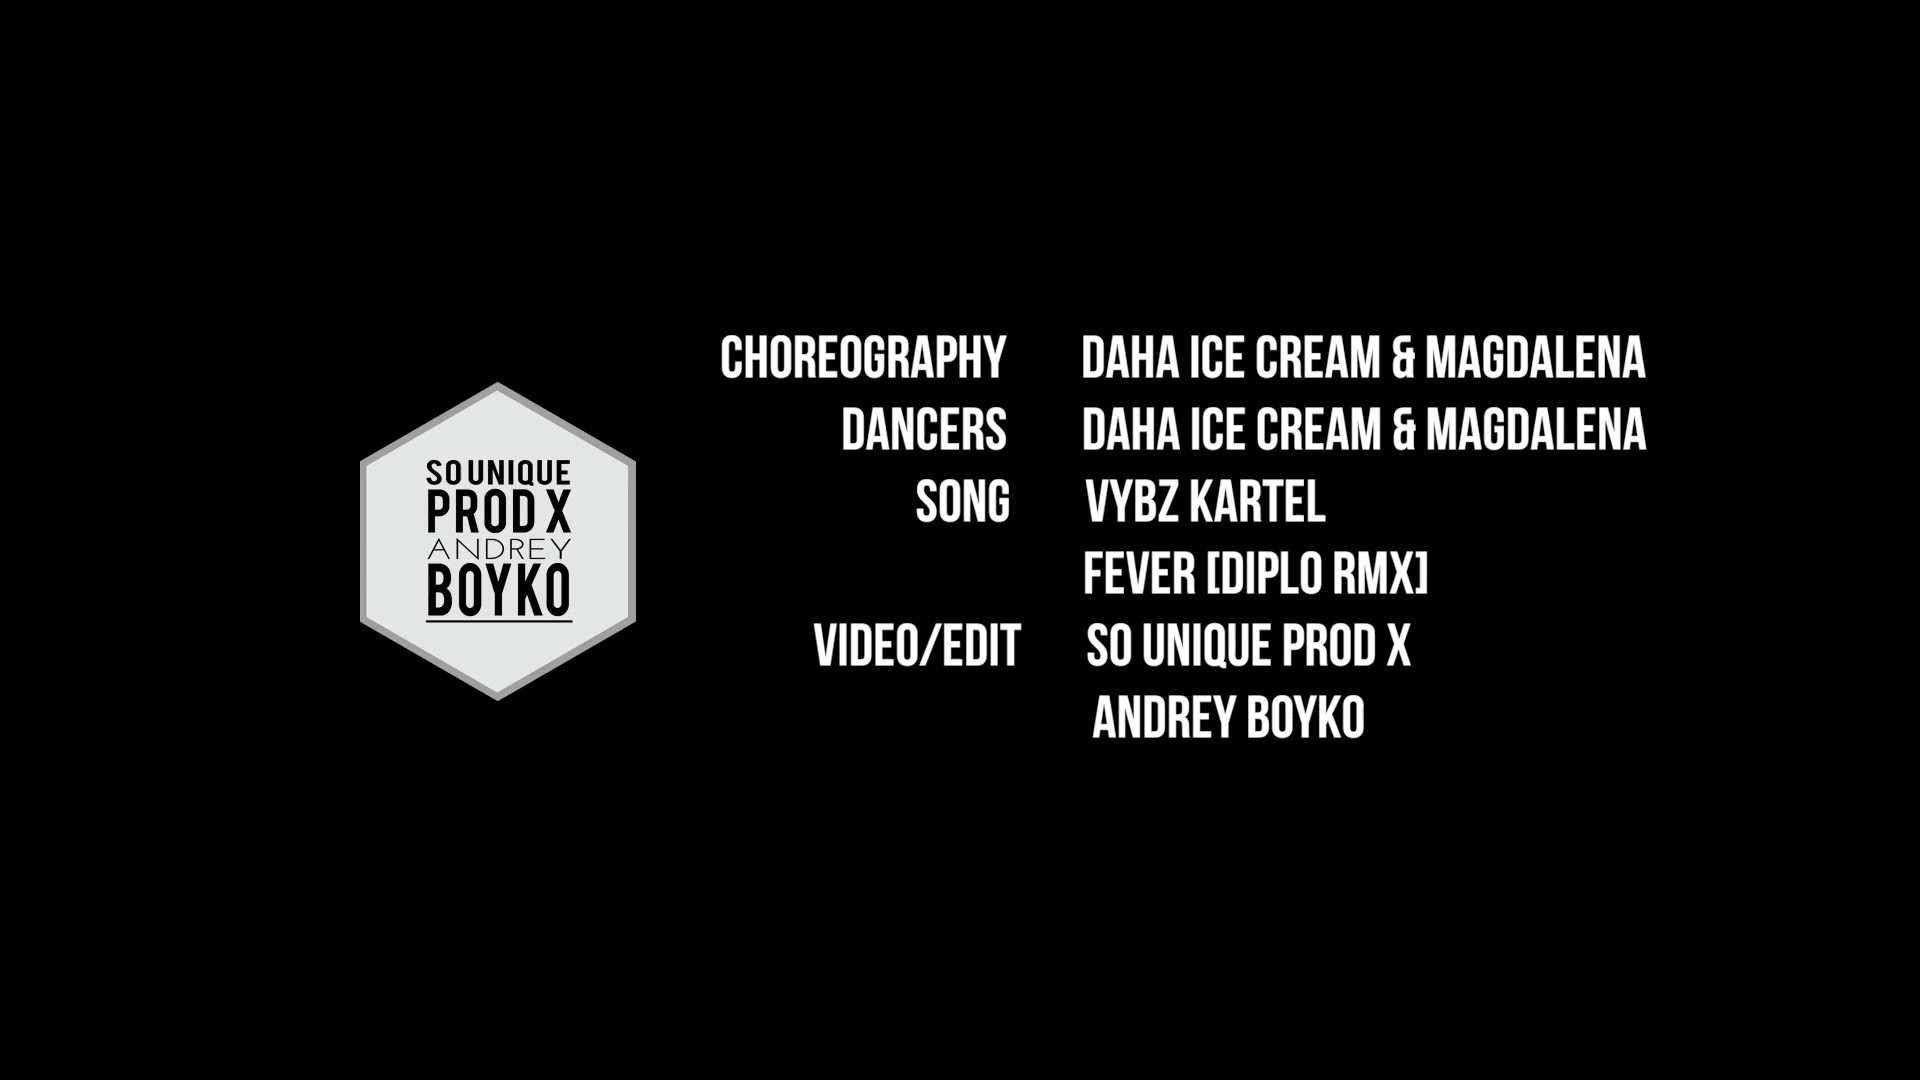 SO UNIQUE
PROD X
ANDREY
BOYKO
CHOREOGRAPHY DAHA ICE CREAM & MAGDALENA
DANCERS DAHA ICE CREAM & MAGDALENA
SONG VYBZ KARTEL
FEVER [DIPLO RMX]
VIDEO/EDIT SO UNIQUE PROD X
ANDREY BOYKO